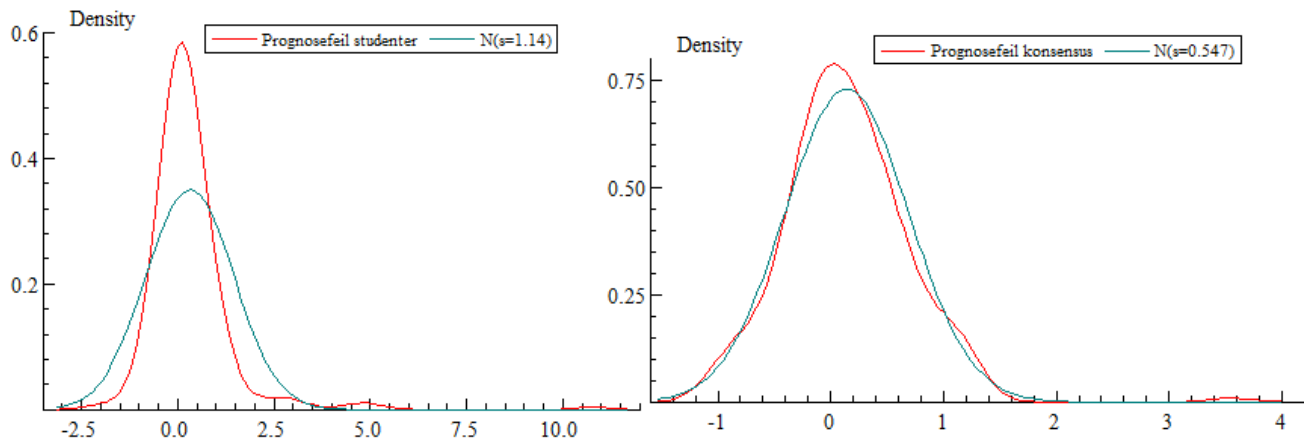 Density
Prognosefeil studenter N(s=1.14)
0.6
0.4
0.2
-2.5 0.0 2.5 5.0 7.5 10.0
Density
Prognosefeil konsensus N(s=0.547)
0.75
0.50
0.25
-1 0 1 2 3 4